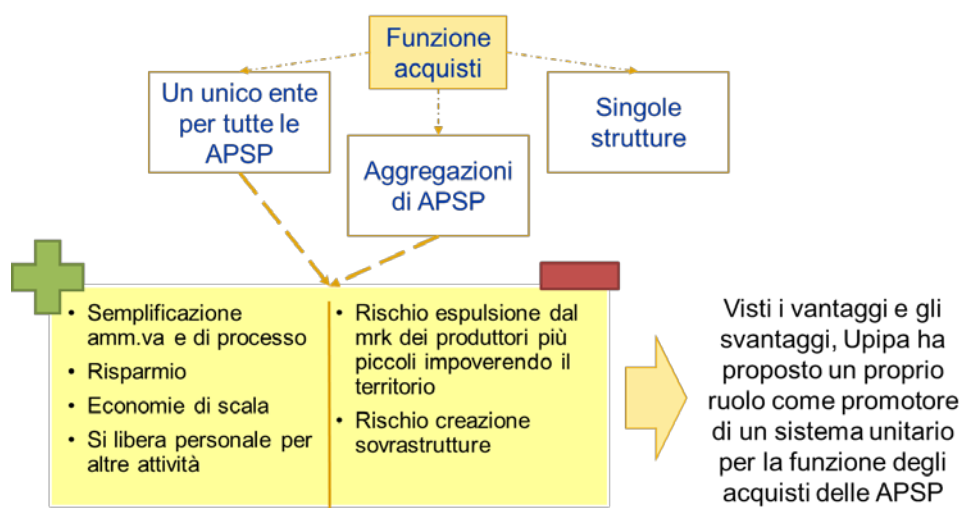 Funzione
acquisti
Un unico ente
per tutte le
APSP
Aggregazioni
di APSP
Singole
strutture
• Semplificazione
amm.va e di processo
• Risparmio
• Economie di scala
• Si libera personale per
altre attività
• Rischio espulsione dal
mrk dei produttori più
piccoli impoverendo il
territorio
• Rischio creazione
sovrastrutture
Visti i vantaggi e gli
svantaggi, Upipa ha
proposto un proprio
ruolo come promotore
di un sistema unitario
per la funzione degli
acquisti delle APSP